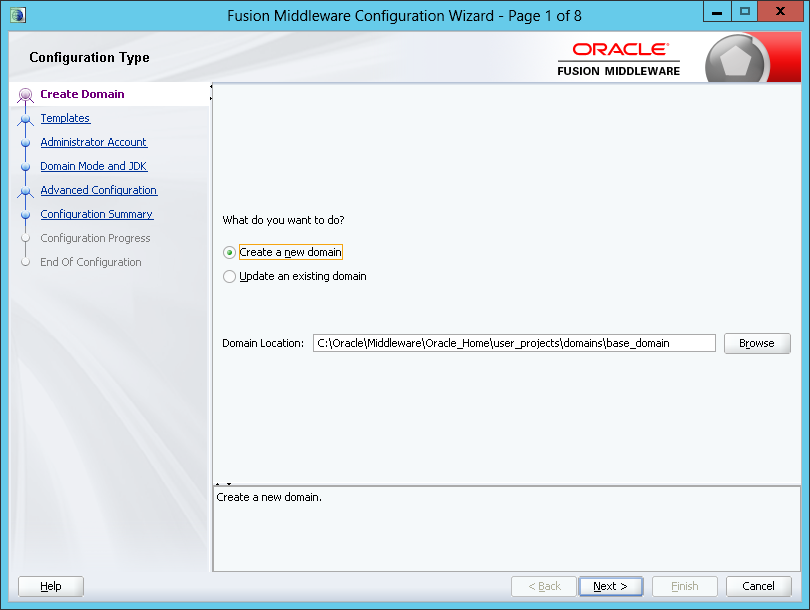 Fusion Middleware Configuration Wizard - Page 1 of 8
Configuration Type
ORACLE
FUSION MIDDLEWARE
Create Domain
Templates
Administrator Account
Domain Mode and JDK
Advanced Configuration
Configuration Summary
Configuration Progress
End Of Configuration
What do you want to do?
Create a new domain
Update an existing domain
Domain Location: C:\Oracle\Middleware\Oracle_Home\user_projects\domains\base_domain Browse
Create a new domain.
Help < Back Next > Finish Cancel